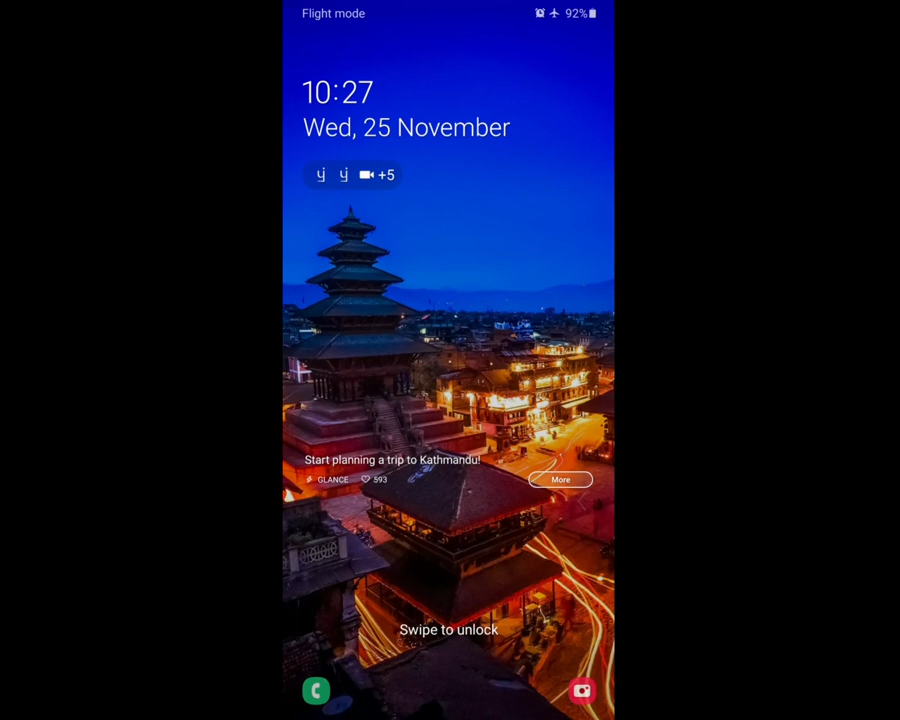 Flight mode
92%
10:27
Wed, 25 November
+5
Start planning a trip to Kathmandu!
GLANCE 593
More
Swipe to unlock